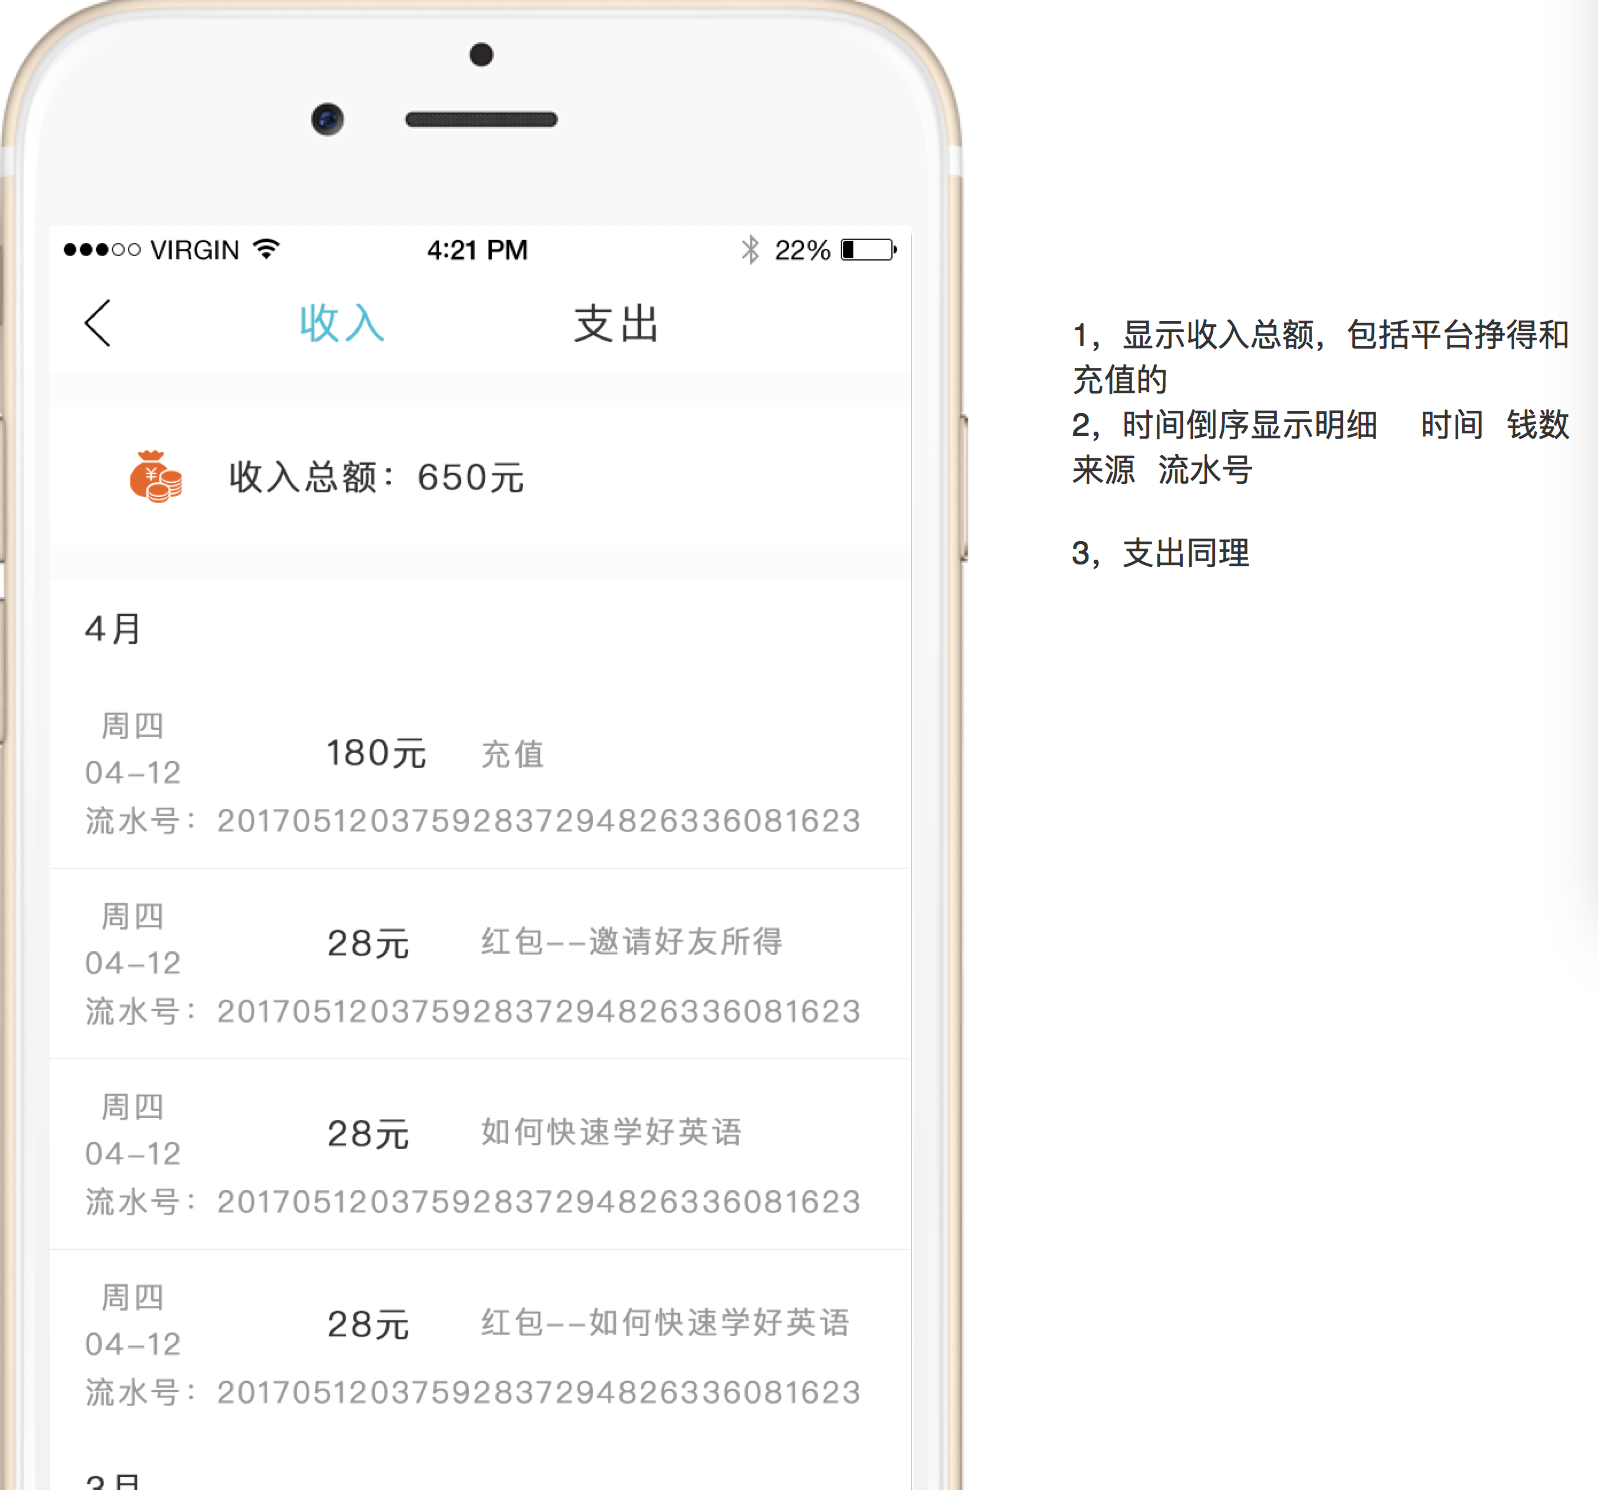 VIRGIN 4:21 PM 22%
收入 支出
收入总额：650元
4月
周四
180元 充值
04-12
流水号：2017051203759283729482633​6081623
周四
28元 红包--邀请好友所得
04-12
流水号：20170512037592837294826336081623
周四
28元 如何快速学好英语
04-12
流水号：20170512037592837294826336081623
周四
28元 红包--如何快速学好英语
04-12
流水号：20170512037592837294826336081623
3月
1，显示收入总额，包括平台挣得和
充值的
2，时间倒序显示明细 时间 钱数
来源 流水号
3，支出同理